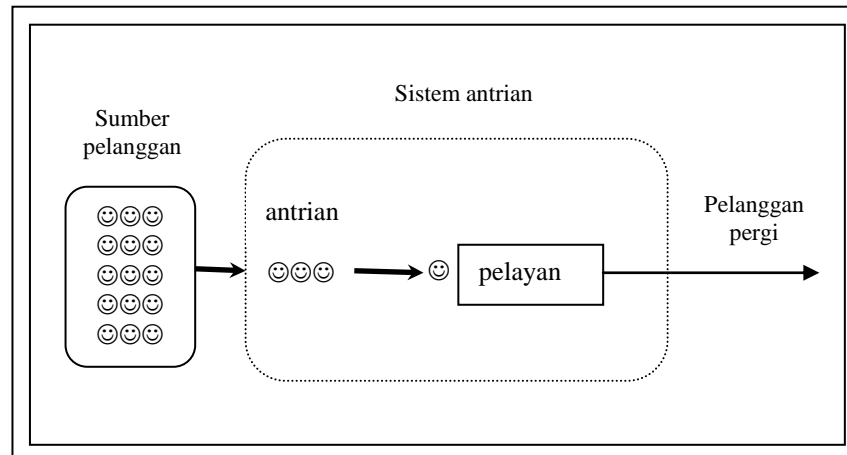 Sistem antrian
Sumber
pelanggan
antrian
pelayan
Pelanggan
pergi